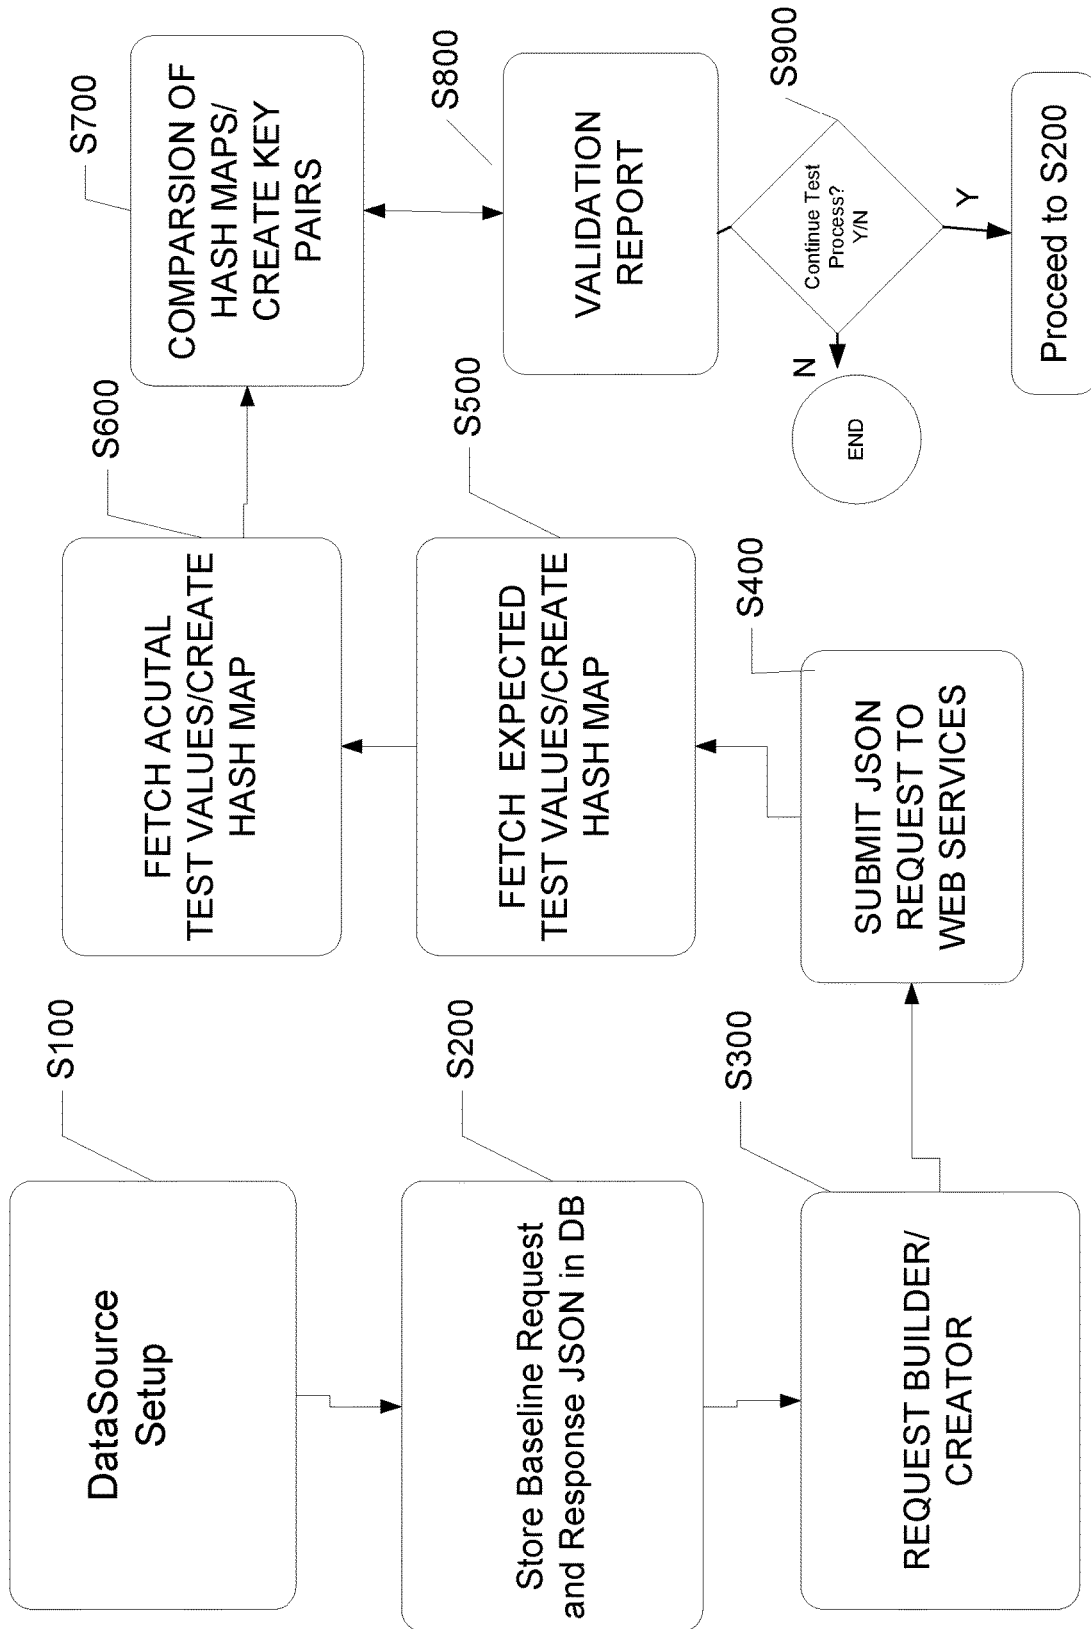 DataSource
Setup
S100
Store Baseline Request
and Response JSON in DB
S200
REQUEST BUILDER/
CREATOR
S300
SUBMIT JSON
REQUEST TO
WEB SERVICES
S400
FETCH EXPECTED
TEST VALUES/CREATE
HASH MAP
S500
FETCH ACUTAL
TEST VALUES/CREATE
HASH MAP
S600
COMPARSION OF
HASH MAPS/
CREATE KEY
PAIRS
S700
VALIDATION
REPORT
S800
Continue Test
Process?
Y/N
S900
N
END
Y
Proceed to S200